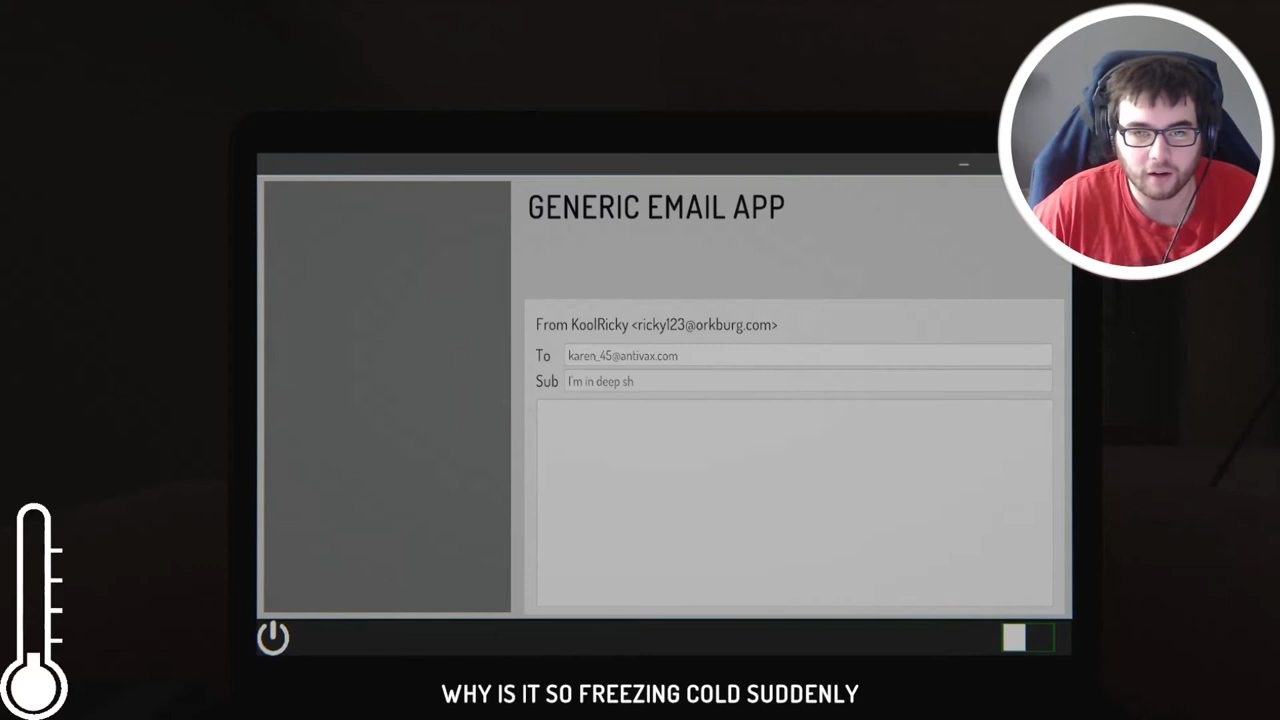 GENERIC EMAIL APP
From KoolRicky <ricky123@orkburg.com>
To karen_45@antivax.com
Sub I'm in deep sh
WHY IS IT SO FREEZING COLD SUDDENLY